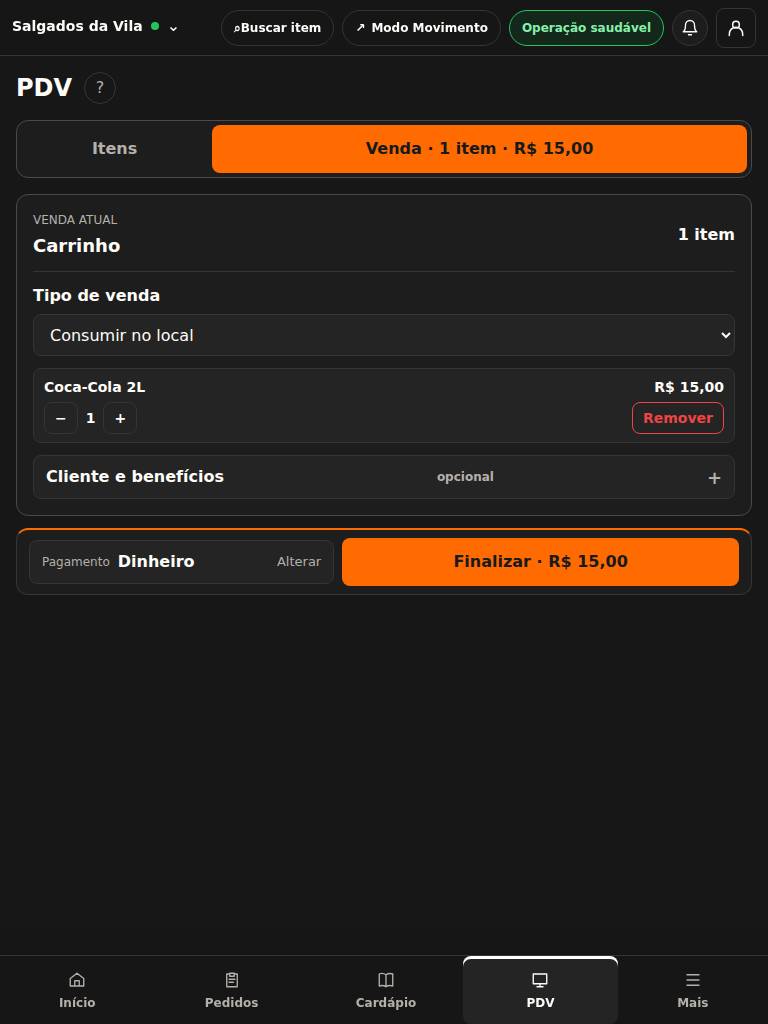 Salgados da Vila
Buscar item
↗ Modo Movimento
Operação saudável
PDV
?
Itens
Venda · 1 item · R$ 15,00
VENDA ATUAL
Carrinho
1 item
Tipo de venda
Consumir no local
Coca-Cola 2L
R$ 15,00
− 1 +
Remover
Cliente e benefícios
opcional
+
Pagamento Dinheiro
Alterar
Finalizar · R$ 15,00
Início
Pedidos
Cardápio
PDV
Mais